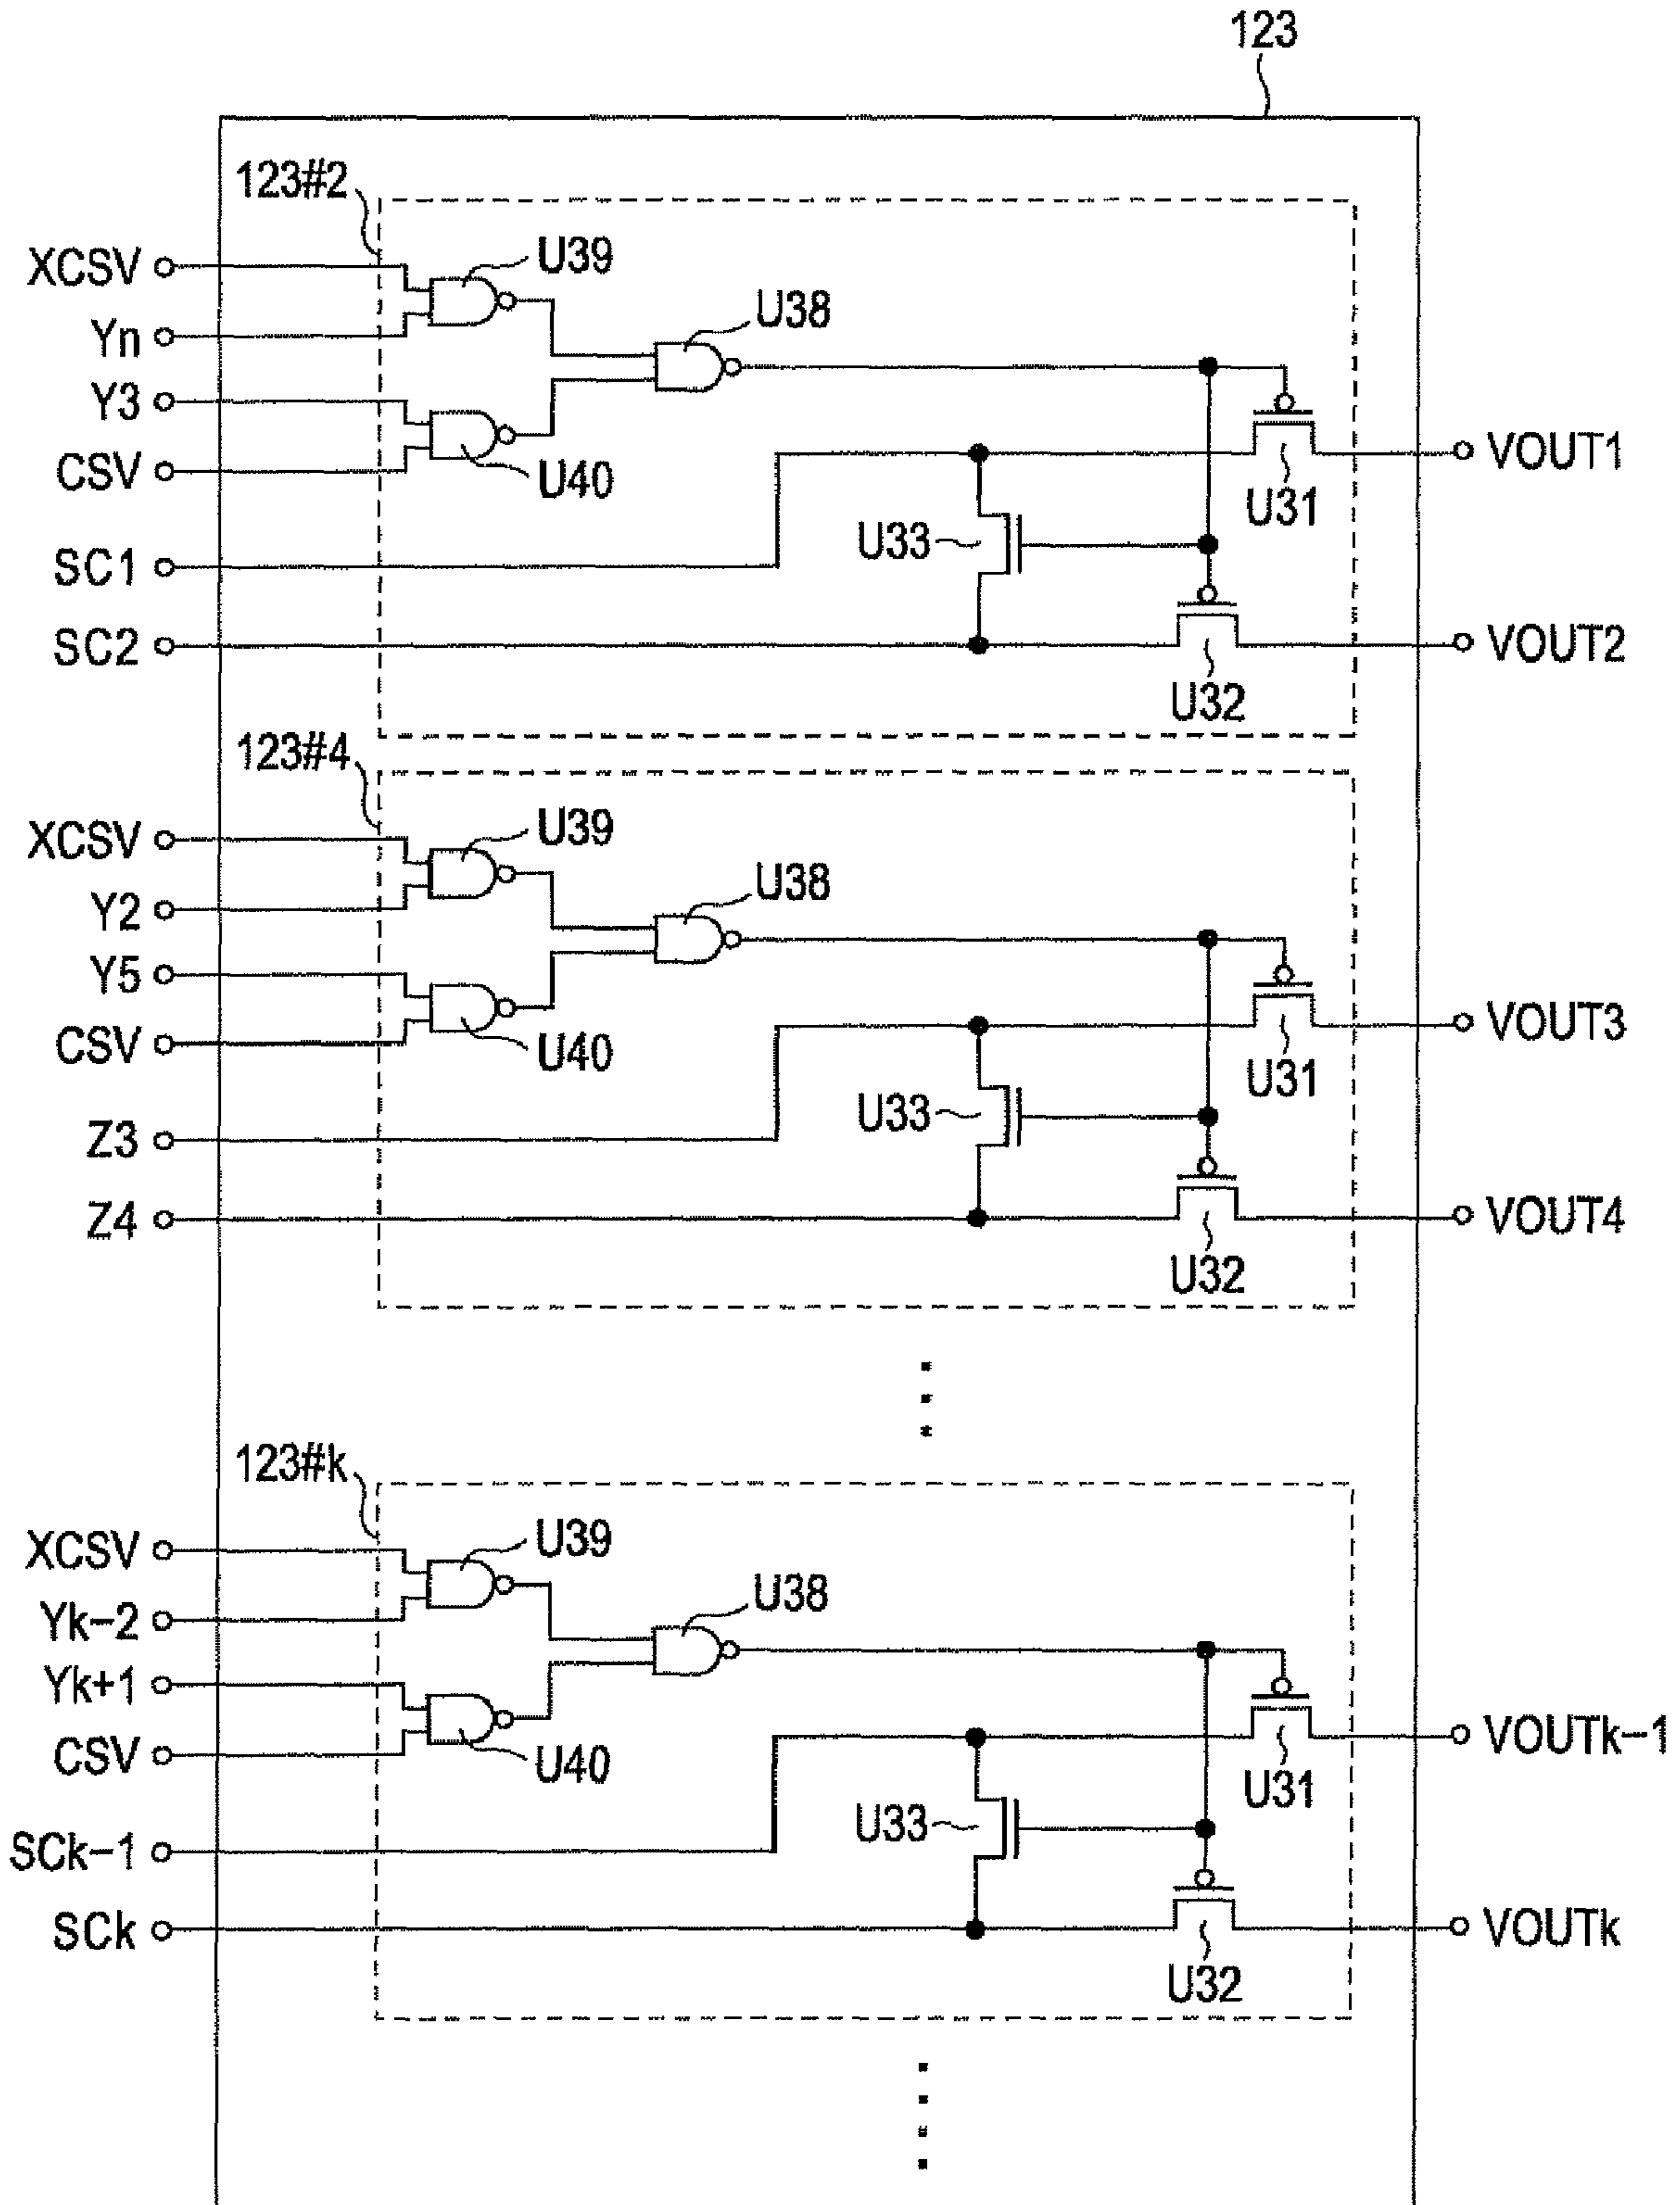 123
123#2
XCSV
U39
Yn
U38
Y3
CSV
U40
VOUT1
U31
U33
SC1
SC2
VOUT2
U32
123#4
XCSV
U39
Y2
U38
Y5
CSV
U40
VOUT3
U31
U33
Z3
Z4
VOUT4
U32
123#k
XCSV
U39
Yk-2
U38
Yk+1
CSV
U40
VOUTk-1
U31
U33
SCk-1
SCk
VOUTk
U32